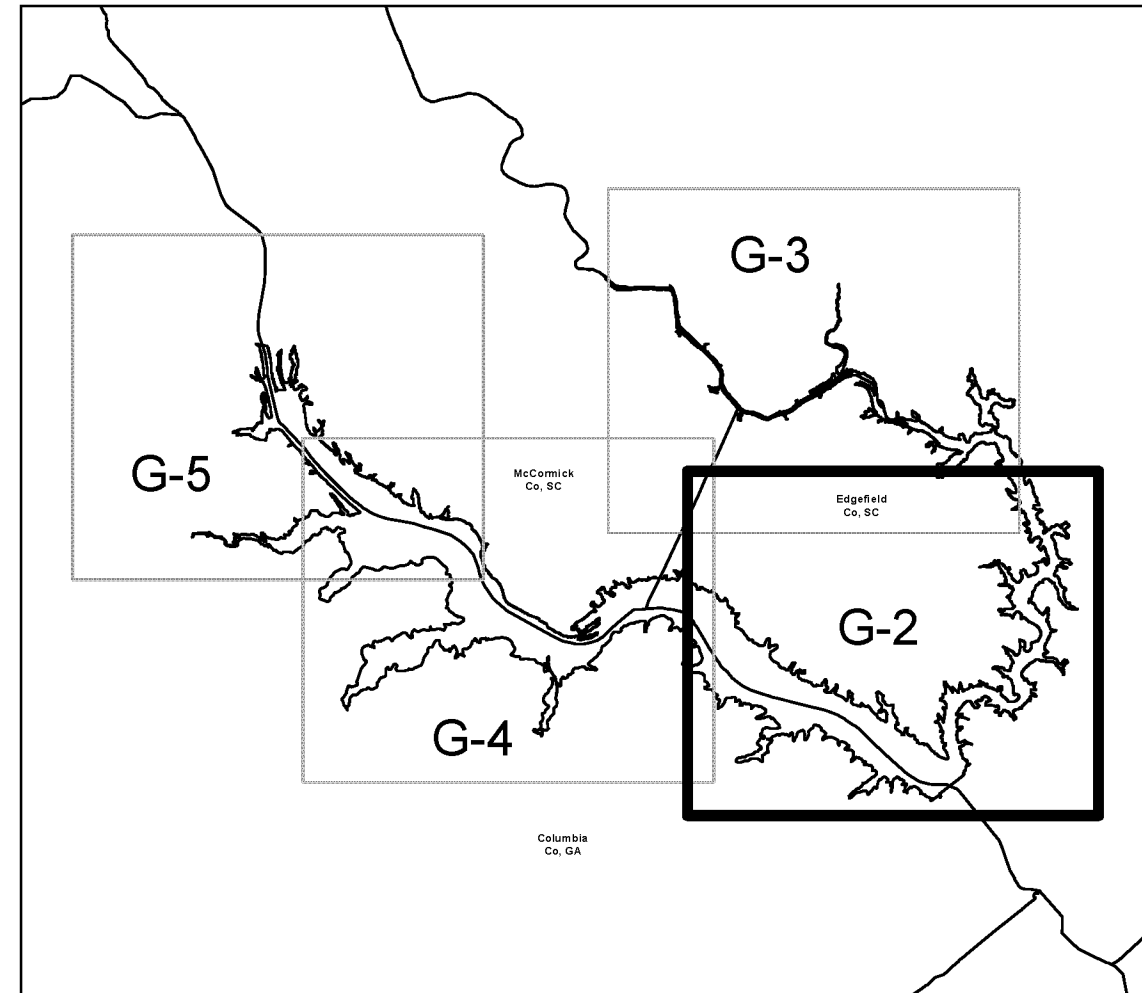 G-3
G-5
McCormick
Co, SC
Edgefield
Co, SC
G-2
G-4
Columbia
Co, GA